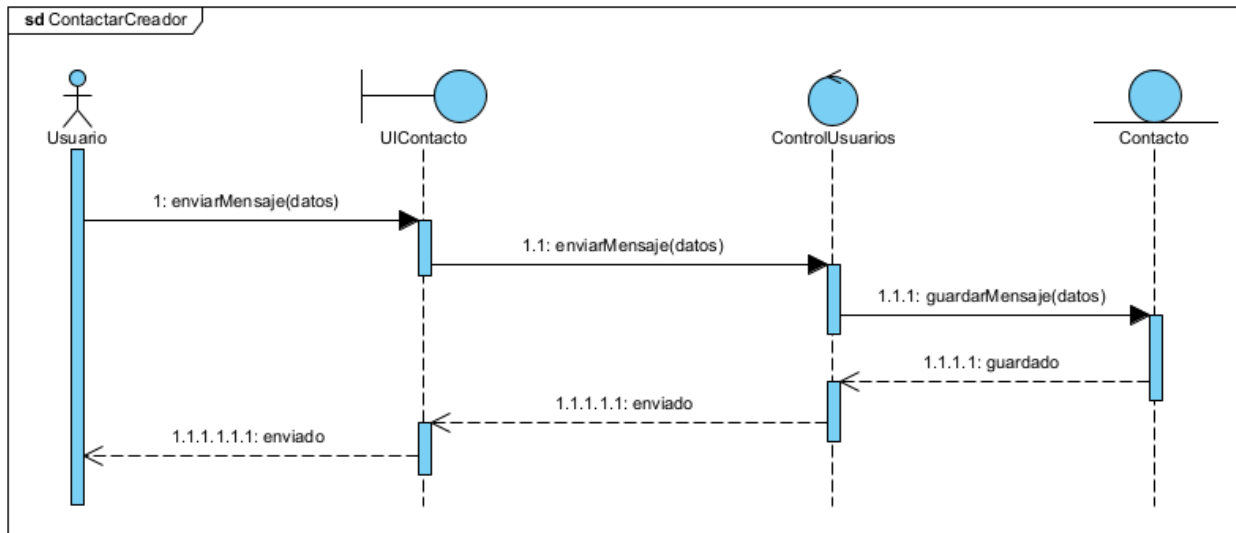 sd ContactarCreador
Usuario
UIContacto
ControlUsuarios
Contacto
1: enviarMensaje(datos)
1.1: enviarMensaje(datos)
1.1.1: guardarMensaje(datos)
1.1.1.1: guardado
1.1.1.1.1: enviado
1.1.1.1.1.1: enviado